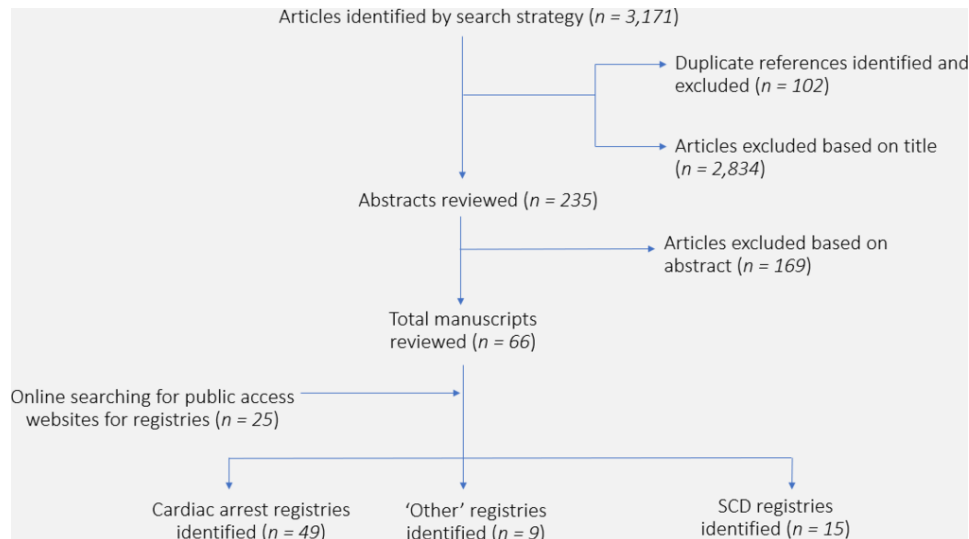 Articles identified by search strategy (n = 3,171)
Duplicate references identified and
excluded (n = 102)
Articles excluded based on title
(n = 2,834)
Abstracts reviewed (n = 235)
Articles excluded based on
abstract (n = 169)
Total manuscripts
reviewed (n = 66)
Online searching for public access
websites for registries (n = 25)
Cardiac arrest registries
identified (n = 49)
‘Other’ registries
identified (n = 9)
SCD registries
identified (n = 15)